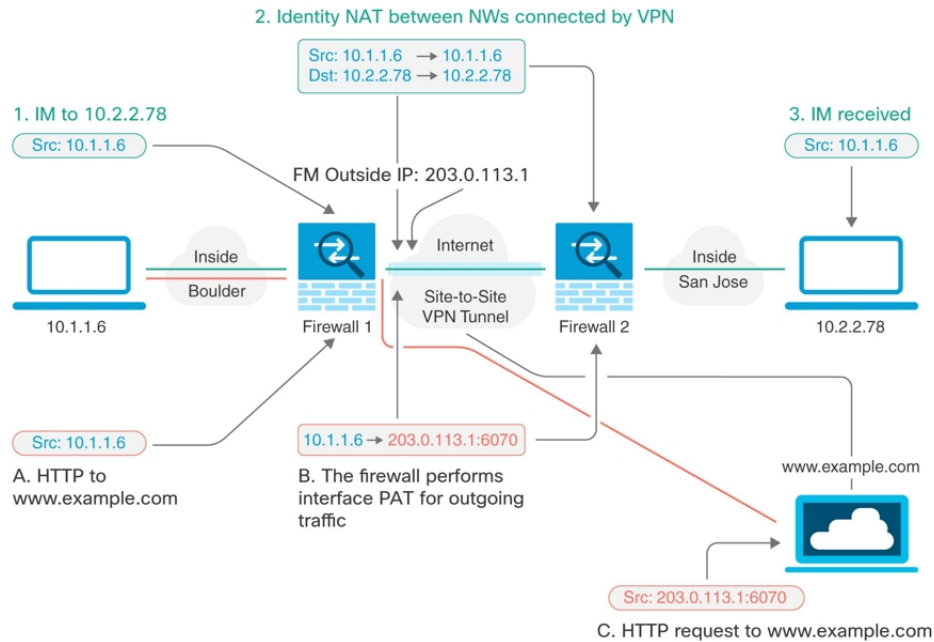 2. Identity NAT between NWs connected by VPN
Src: 10.1.1.6 → 10.1.1.6
Dst: 10.2.2.78 → 10.2.2.78
1. IM to 10.2.2.78
Src: 10.1.1.6
3. IM received
Src: 10.1.1.6
FM Outside IP: 203.0.113.1
Inside
Boulder
Internet
Site-to-Site
VPN Tunnel
Inside
San Jose
10.1.1.6
Firewall 1
Firewall 2
10.2.2.78
Src: 10.1.1.6
A. HTTP to
www.example.com
10.1.1.6 → 203.0.113.1:6070
B. The firewall performs
interface PAT for outgoing
traffic
www.example.com
Src: 203.0.113.1:6070
C. HTTP request to www.example.com